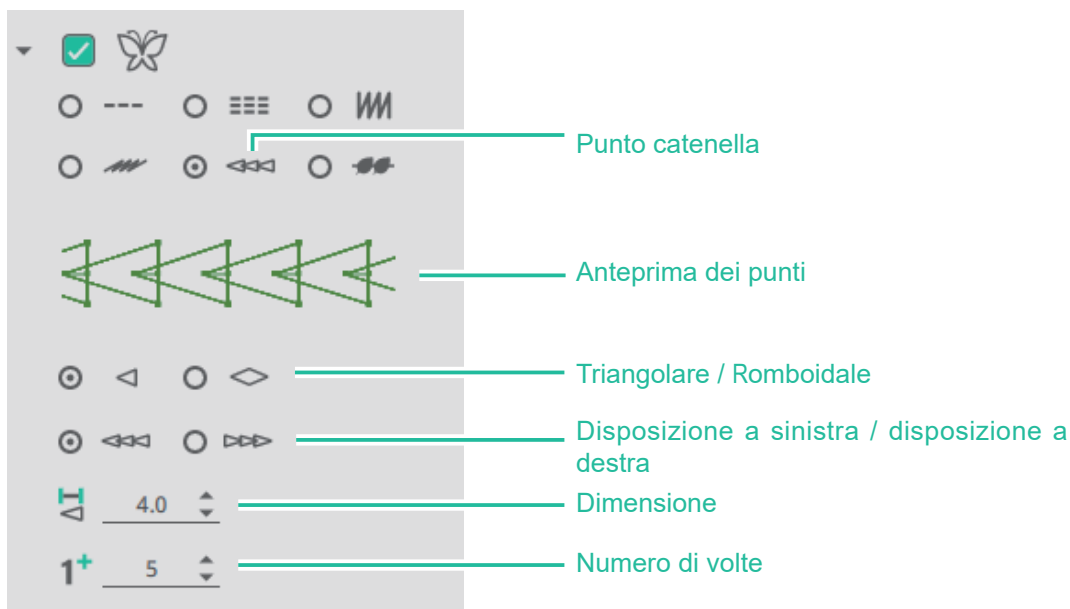 Punto catenella
Anteprima dei punti
Triangolare / Romboidale
Disposizione a sinistra / disposizione a
destra
4.0
Dimensione
1+ 5
Numero di volte